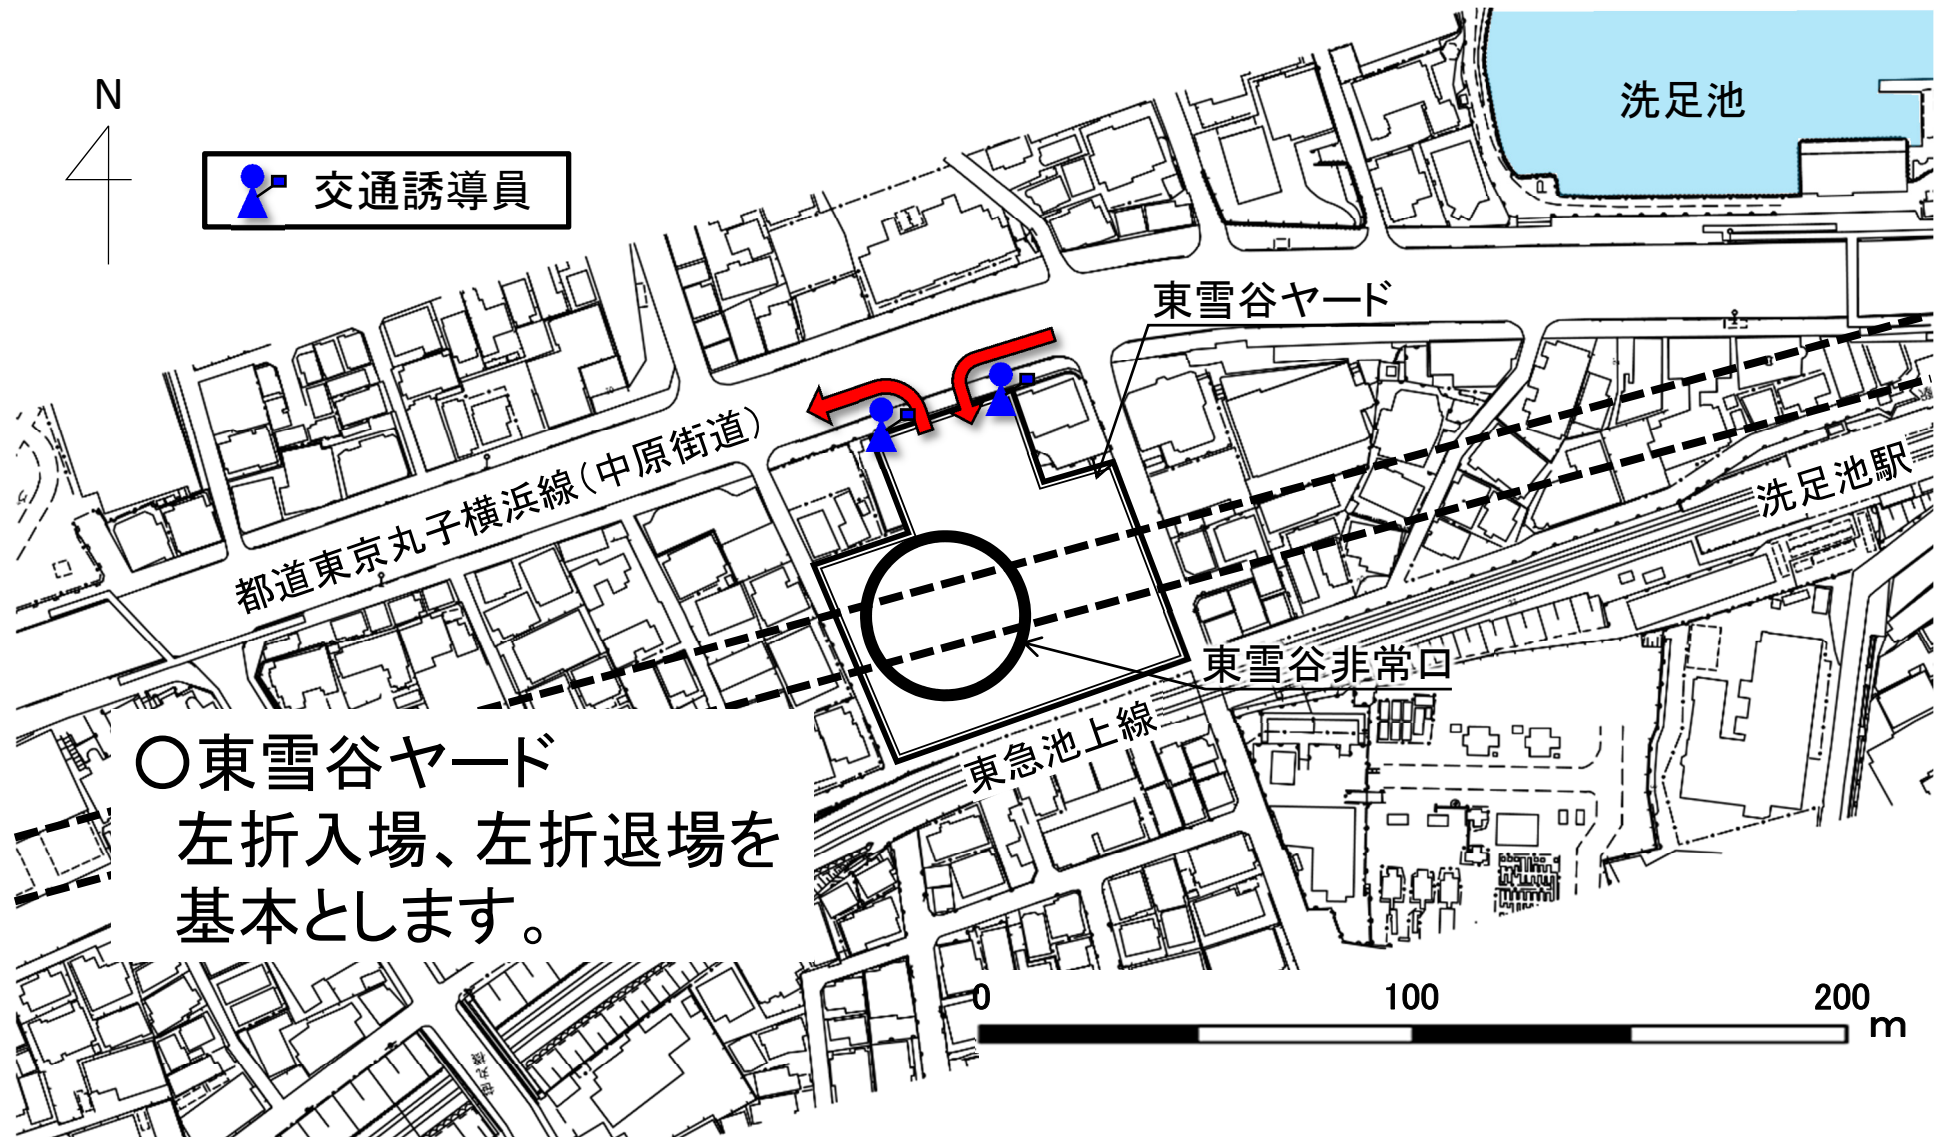 N
交通誘導員
洗足池
東雪谷ヤード
都道東京丸子横浜線(中原街道)
洗足池駅
東雪谷非常口
東急池上線
〇東雪谷ヤード
左折入場、左折退場を
基本とします。
0 100 200
m